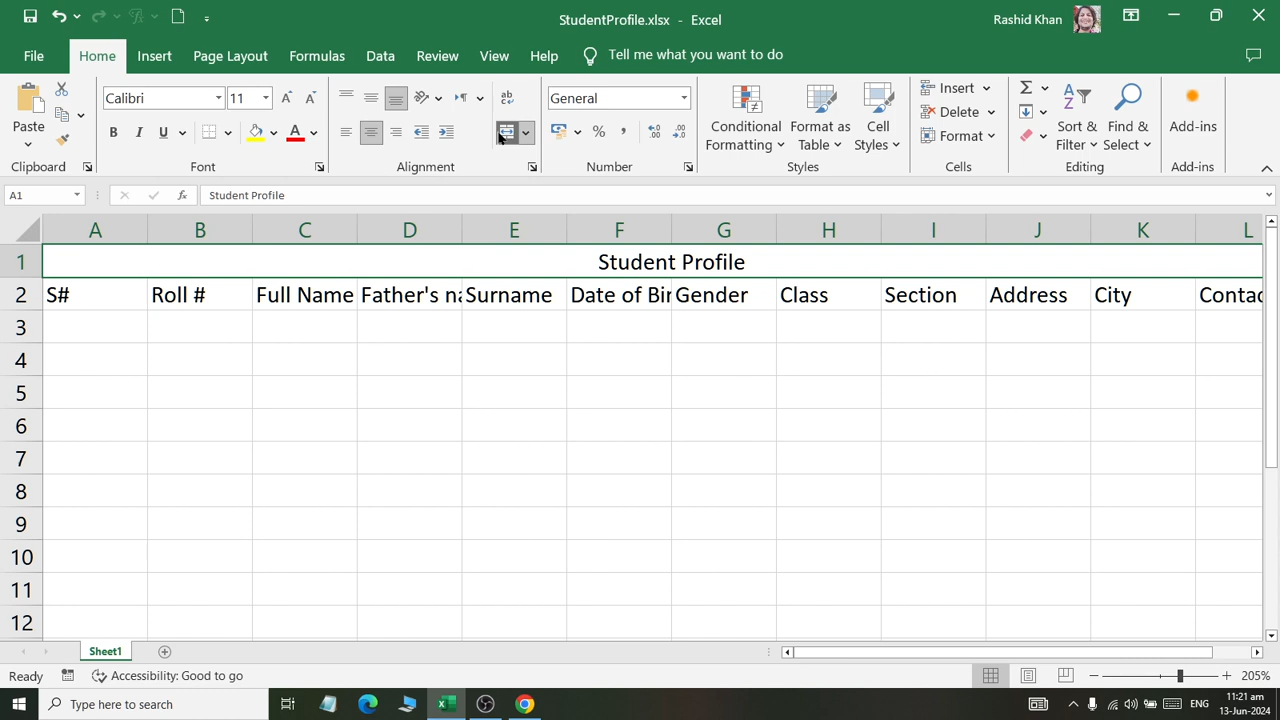 StudentProfile.xlsx - Excel
Rashid Khan
File Home Insert Page Layout Formulas Data Review View Help Tell me what you want to do
Paste
Clipboard
Calibri 11
B I U
A
Font
ab
Alignment
General
% ,
Number
Conditional Formatting
Format as Table
Cell Styles
Styles
Insert
Delete
Format
Cells
Sort & Filter
Find & Select
Editing
Add-ins
Add-ins
A1 fx Student Profile
A B C D E F G H I J K L
1 Student Profile
2 S# Roll # Full Name Father's na Surname Date of Bir Gender Class Section Address City Contac
3
4
5
6
7
8
9
10
11
12
Sheet1
Ready Accessibility: Good to go 205%
Type here to search
ENG
11:21 am
13-Jun-2024